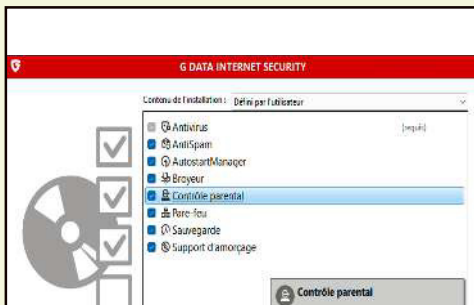 G DATA INTERNET SECURITY
Contenu de l'installation : Défini par l'utilisateur
Antivirus (requis)
AntiSpam
AutostartManager
Broyeur
Contrôle parental
Pare-feu
Sauvegarde
Support d'amorçage
Contrôle parental